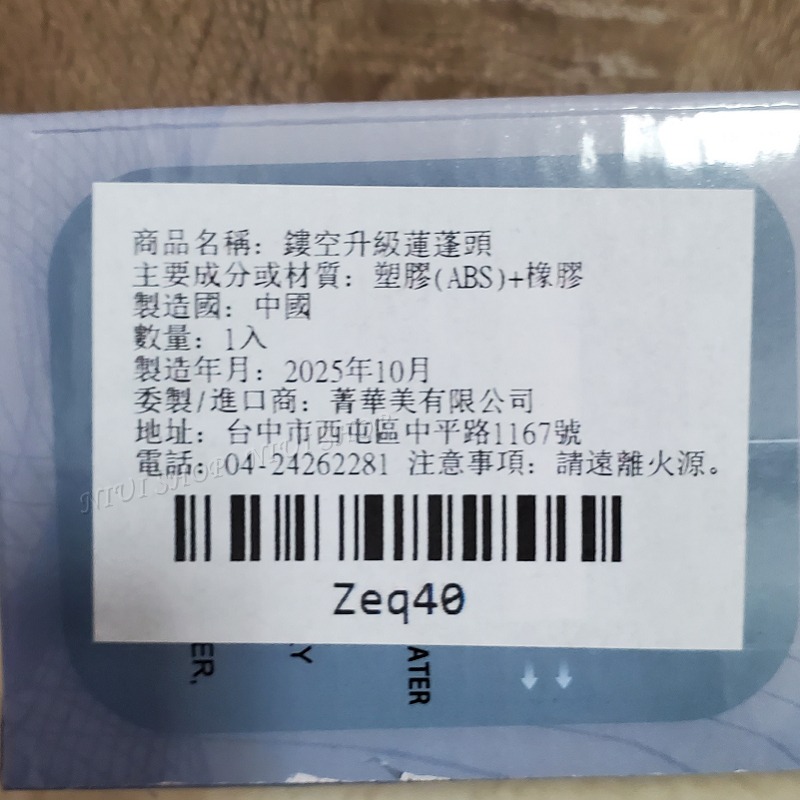 商品名稱：鏤空升級蓮蓬頭
主要成分或材質：塑膠(ABS)+橡膠
製造國：中國
數量：1入
製造年月：2025年10月
委製/進口商：菁華美有限公司
地址：台中市西屯區中平路1167號
電話：04-24262281 注意事項：請遠離火源。
NIUI SHOP
Zeq40
ER,
Y
ATER